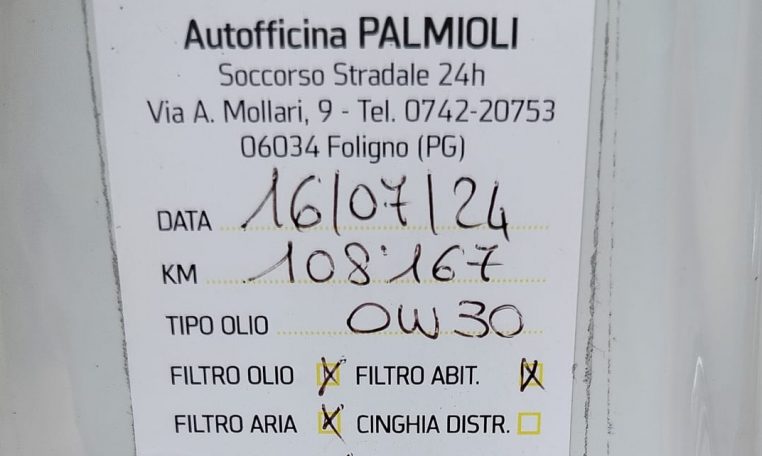 Autofficina PALMIOLI
Soccorso Stradale 24h
Via A. Mollari, 9 - Tel. 0742-20753
06034 Foligno (PG)
DATA 16/07/24
KM 108'167
TIPO OLIO 0W30
FILTRO OLIO X FILTRO ABIT. X
FILTRO ARIA X CINGHIA DISTR.